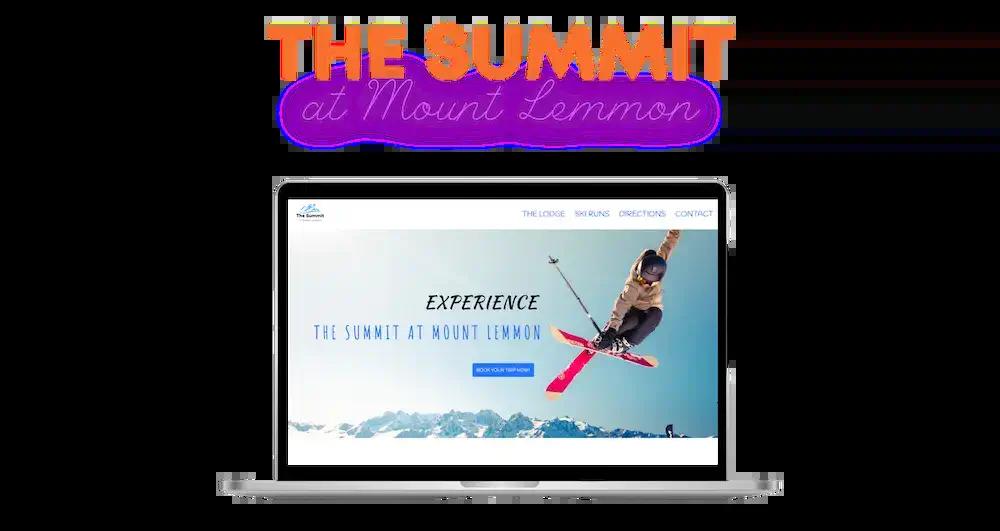 THE SUMMIT
at Mount Lemmon
The Summit
THE LODGE SKI RUNS DIRECTIONS CONTACT
EXPERIENCE
THE SUMMIT AT MOUNT LEMMON
BOOK YOUR TRIP NOW!